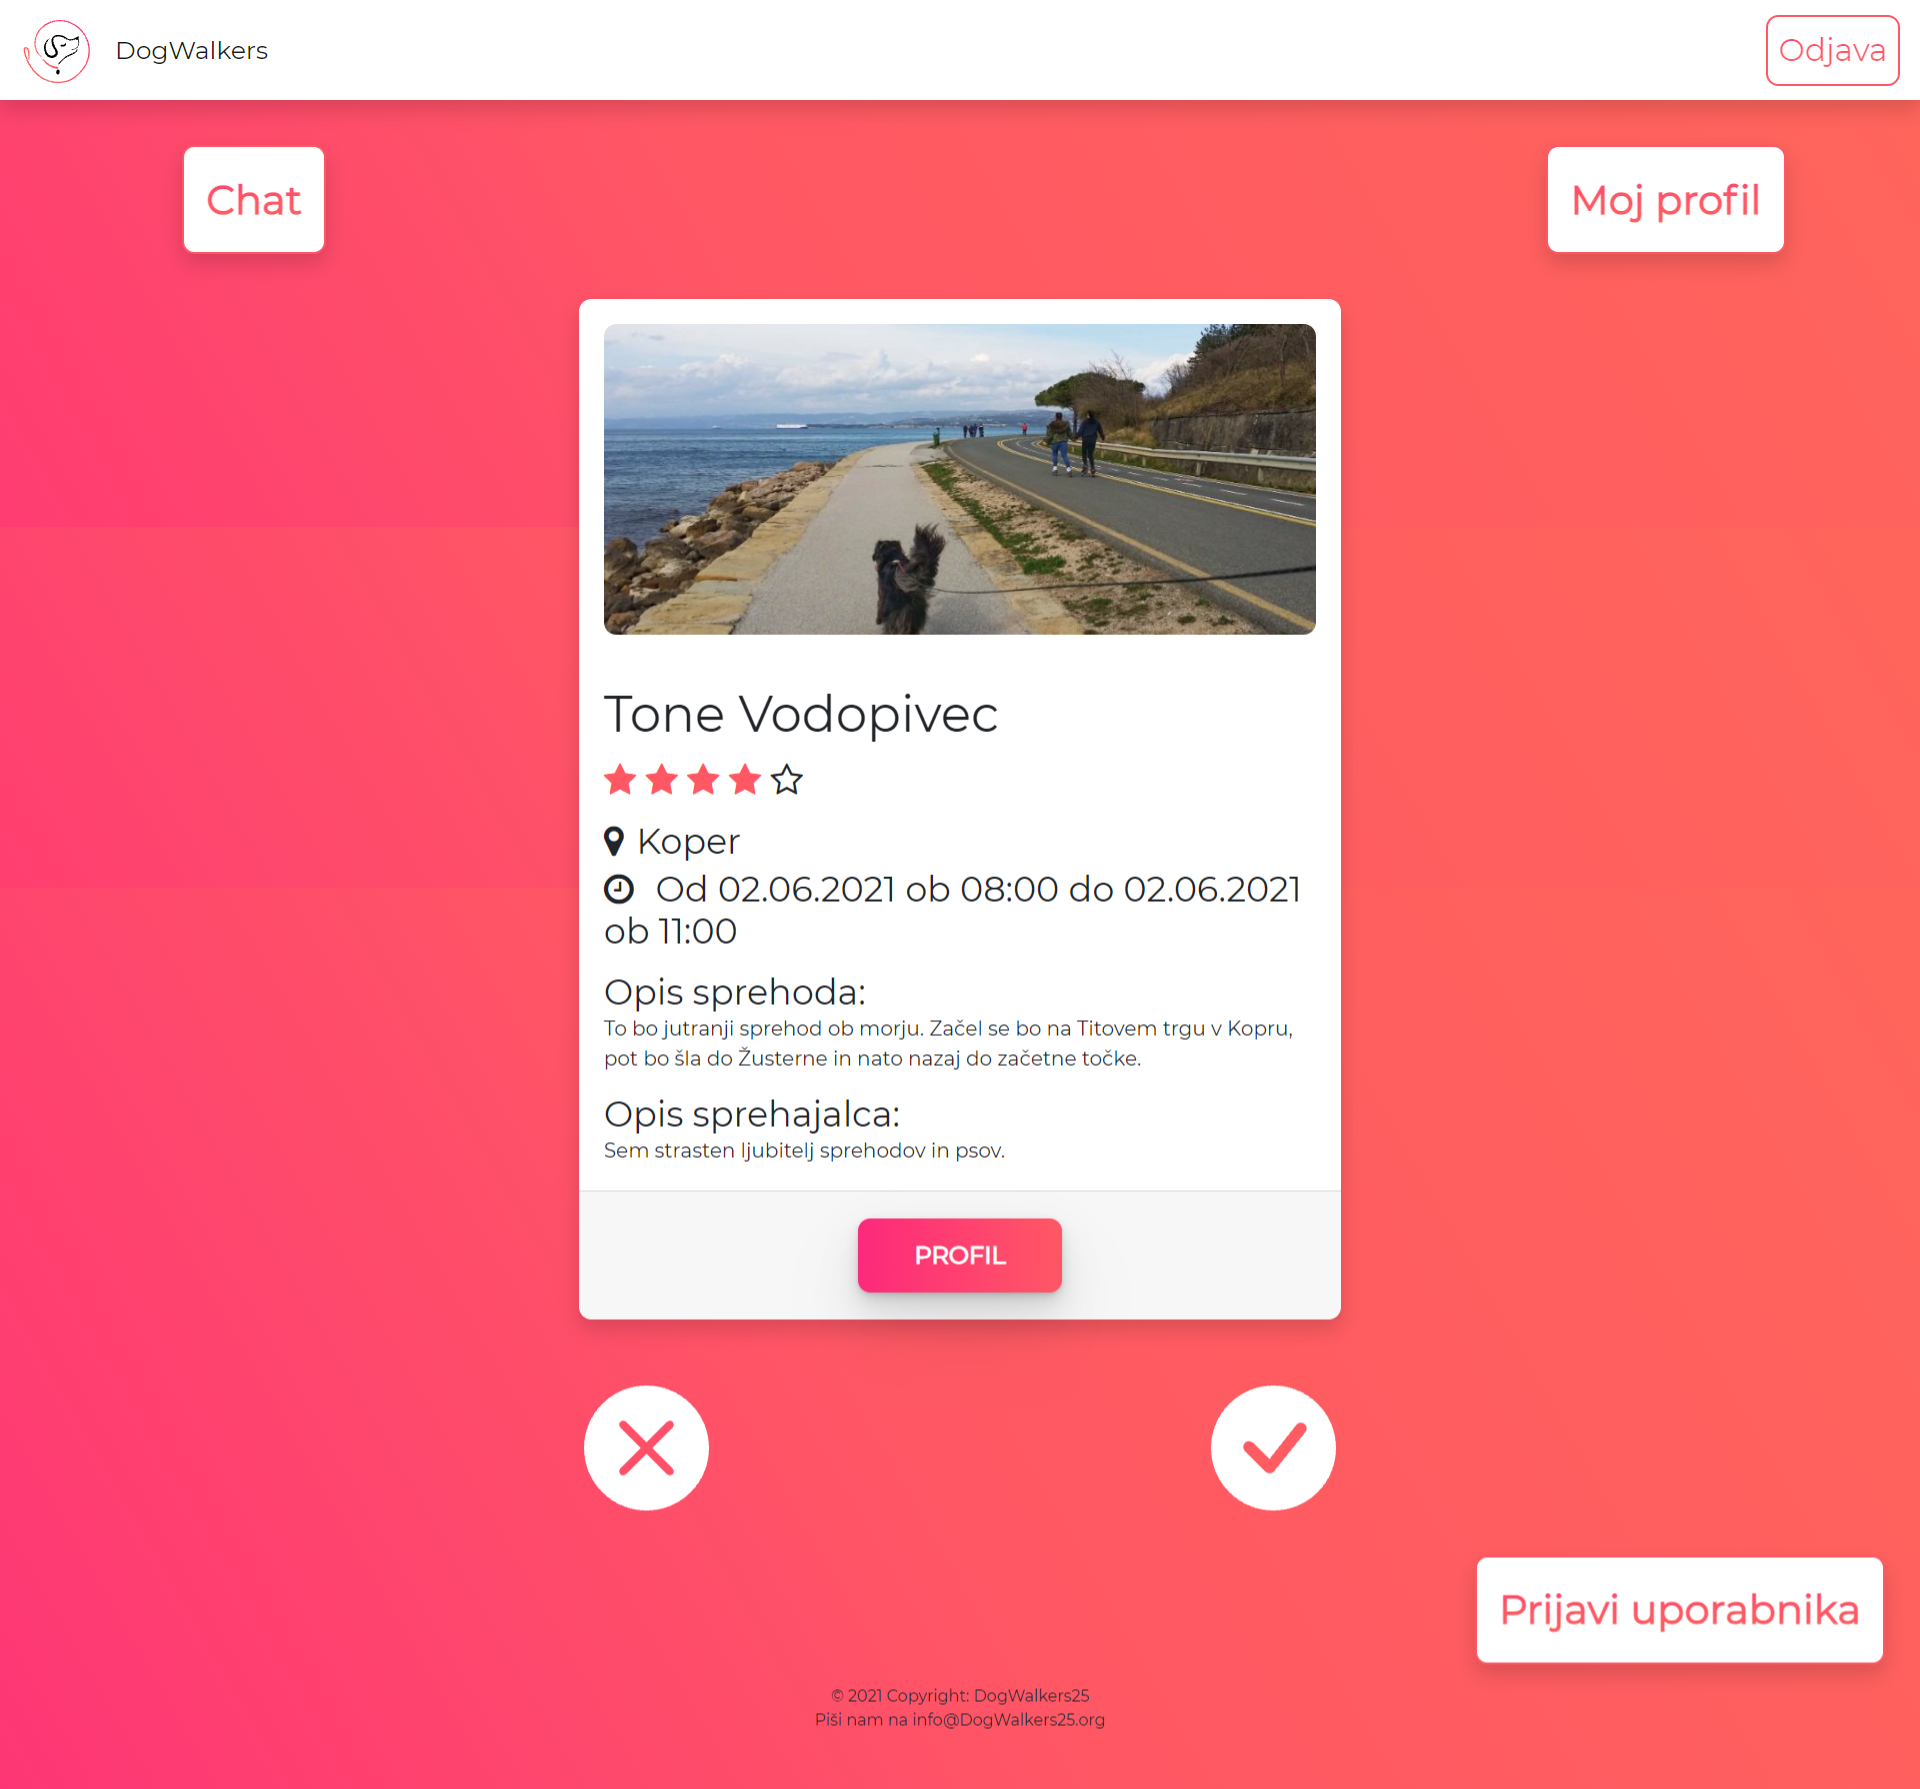 DogWalkers
Odjava
Chat
Moj profil
Tone Vodopivec
Koper
Od 02.06.2021 ob 08:00 do 02.06.2021
ob 11:00
Opis sprehoda:
To bo jutranji sprehod ob morju. Začel se bo na Titovem trgu v Kopru,
pot bo šla do Žusterne in nato nazaj do začetne točke.
Opis sprehajalca:
Sem strasten ljubitelj sprehodov in psov.
PROFIL
Prijavi uporabnika
© 2021 Copyright: DogWalkers25
Piši nam na info@DogWalkers25.org